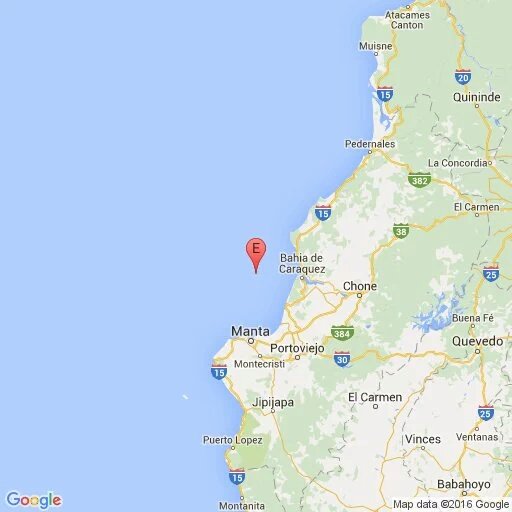 Atacames
Canton
Muisne
15
20
Quininde
Pedernales
La Concordia
382
El Carmen
15
38
E
Bahia de
Caraquez
25
Chone
Buena Fé
Manta
384
Quevedo
Portoviejo
Montecristi
30
15
El Carmen
Jipijapa
25
Ventanas
Puerto Lopez
Vinces
15
Babahoyo
Montanita
Google
Map data ©2016 Google